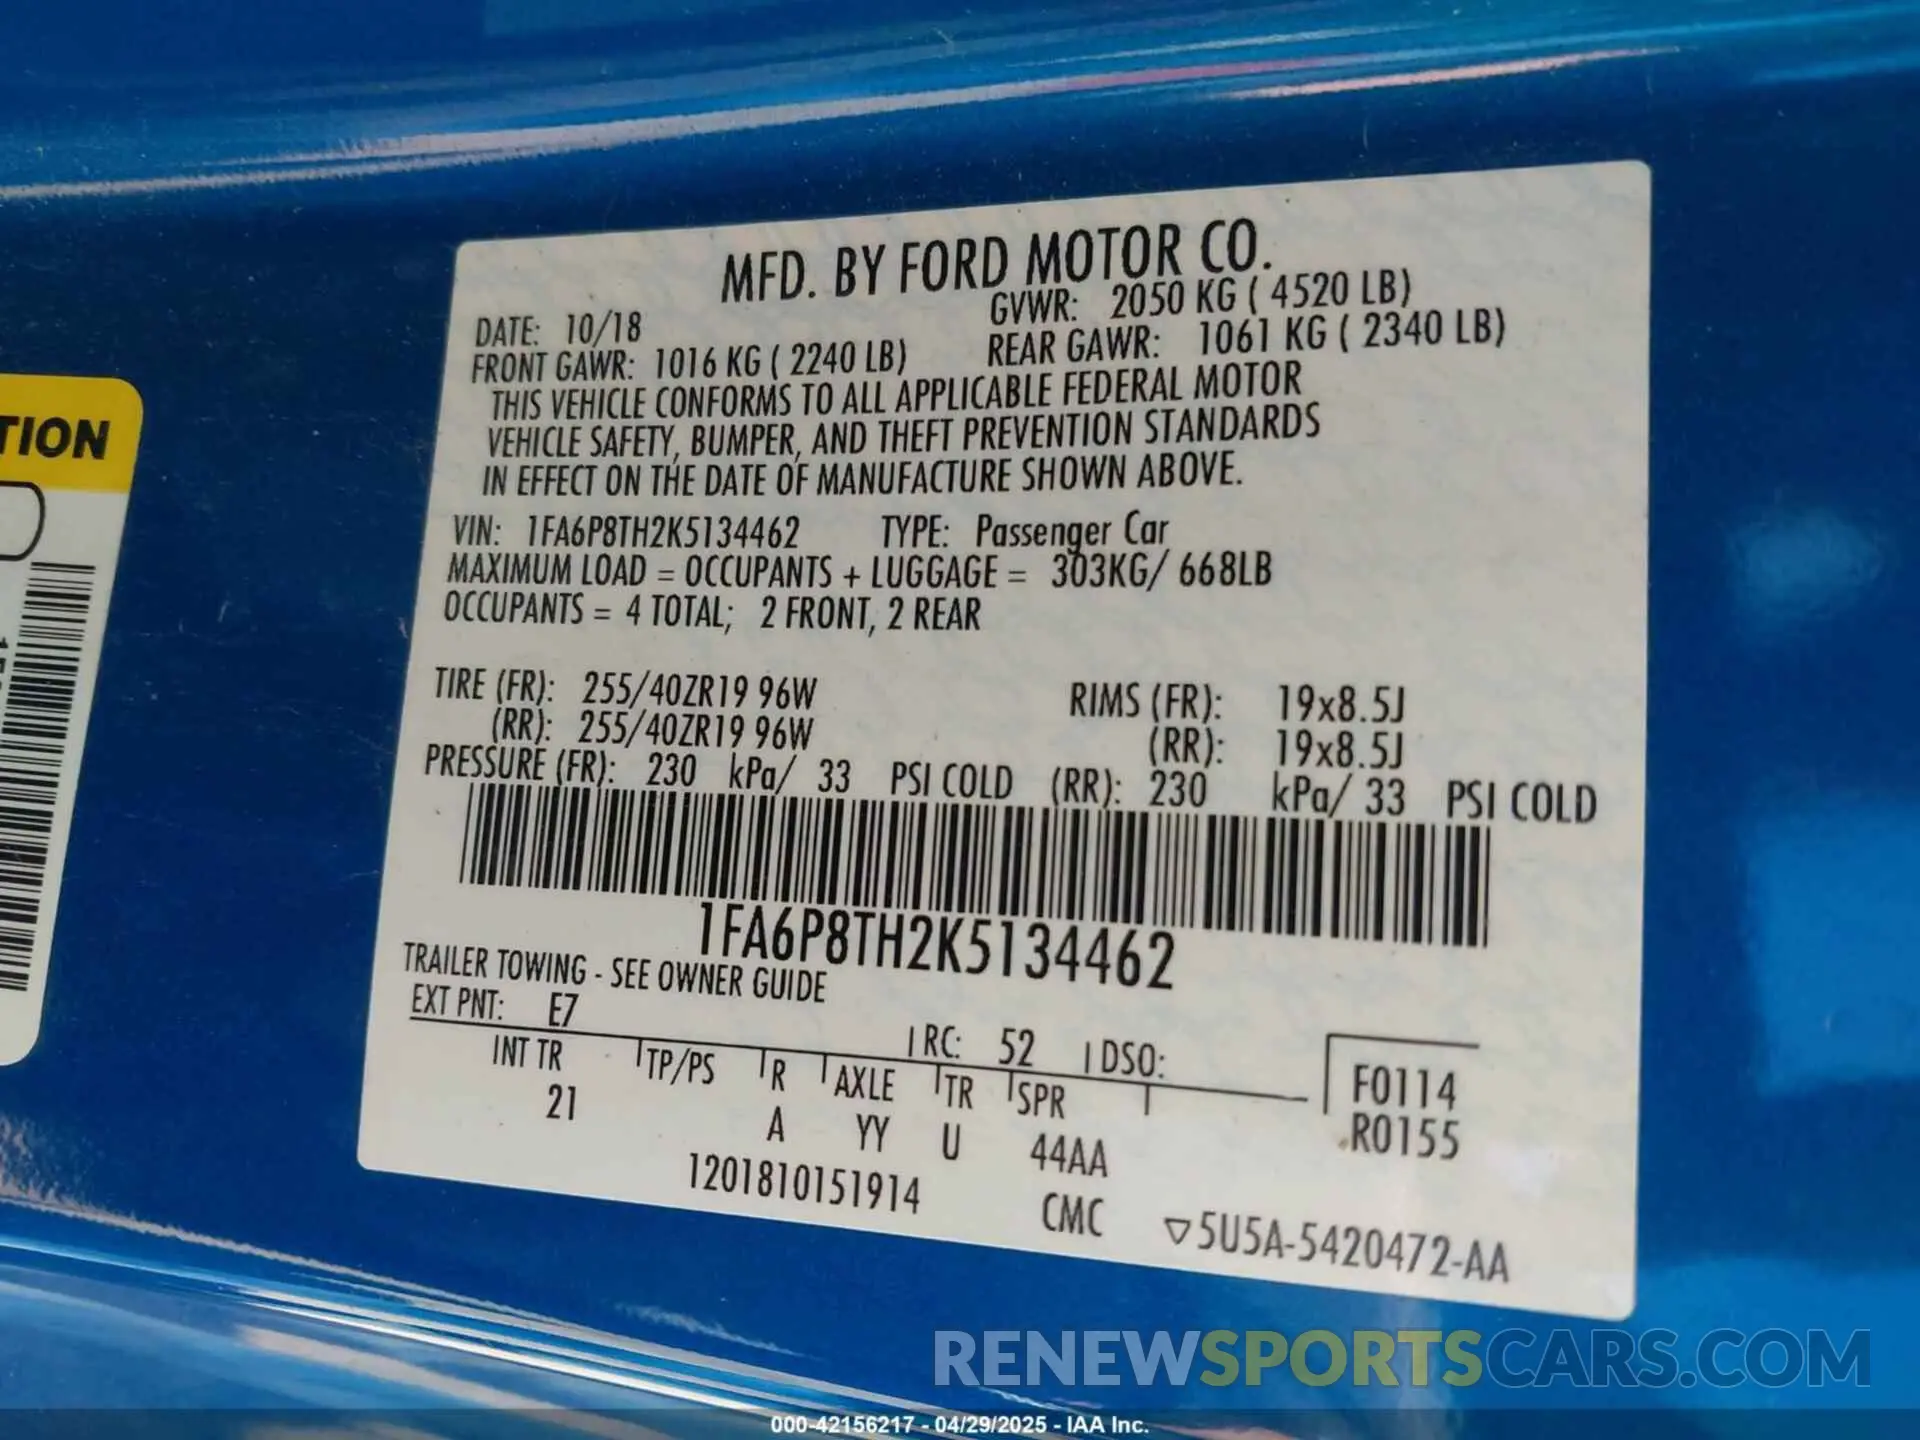 MFD. BY FORD MOTOR CO.
DATE: 10/18 GVWR: 2050 KG ( 4520 LB)
FRONT GAWR: 1016 KG ( 2240 LB) REAR GAWR: 1061 KG ( 2340 LB)
THIS VEHICLE CONFORMS TO ALL APPLICABLE FEDERAL MOTOR
VEHICLE SAFETY, BUMPER, AND THEFT PREVENTION STANDARDS
IN EFFECT ON THE DATE OF MANUFACTURE SHOWN ABOVE.
VIN: 1FA6P8TH2K5134462 TYPE: Passenger Car
MAXIMUM LOAD = OCCUPANTS + LUGGAGE = 303KG/ 668LB
OCCUPANTS = 4 TOTAL; 2 FRONT, 2 REAR
TIRE (FR): 255/40ZR19 96W RIMS (FR): 19x8.5J
(RR): 255/40ZR19 96W (RR): 19x8.5J
PRESSURE (FR): 230 kPa/ 33 PSI COLD (RR): 230 kPa/ 33 PSI COLD
1FA6P8TH2K5134462
TRAILER TOWING - SEE OWNER GUIDE
EXT PNT: E7 RC: 52 DSO:
INT TR TP/PS R AXLE TR SPR F0114
21 A YY U 44AA R0155
1201810151914 CMC ▽5U5A-5420472-AA
TION
RENEWSPORTSCARS.COM
000-42156217 - 04/29/2025 - IAA Inc.